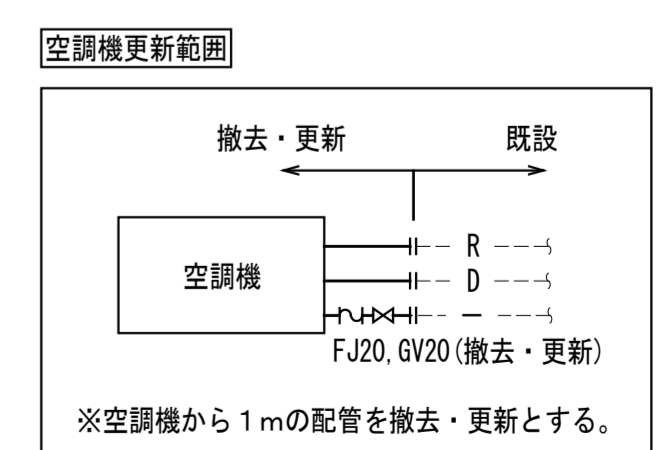 空調機更新範囲
撤去・更新 既設
空調機
R
D
FJ20,GV20(撤去・更新)
※空調機から１ｍの配管を撤去・更新とする。